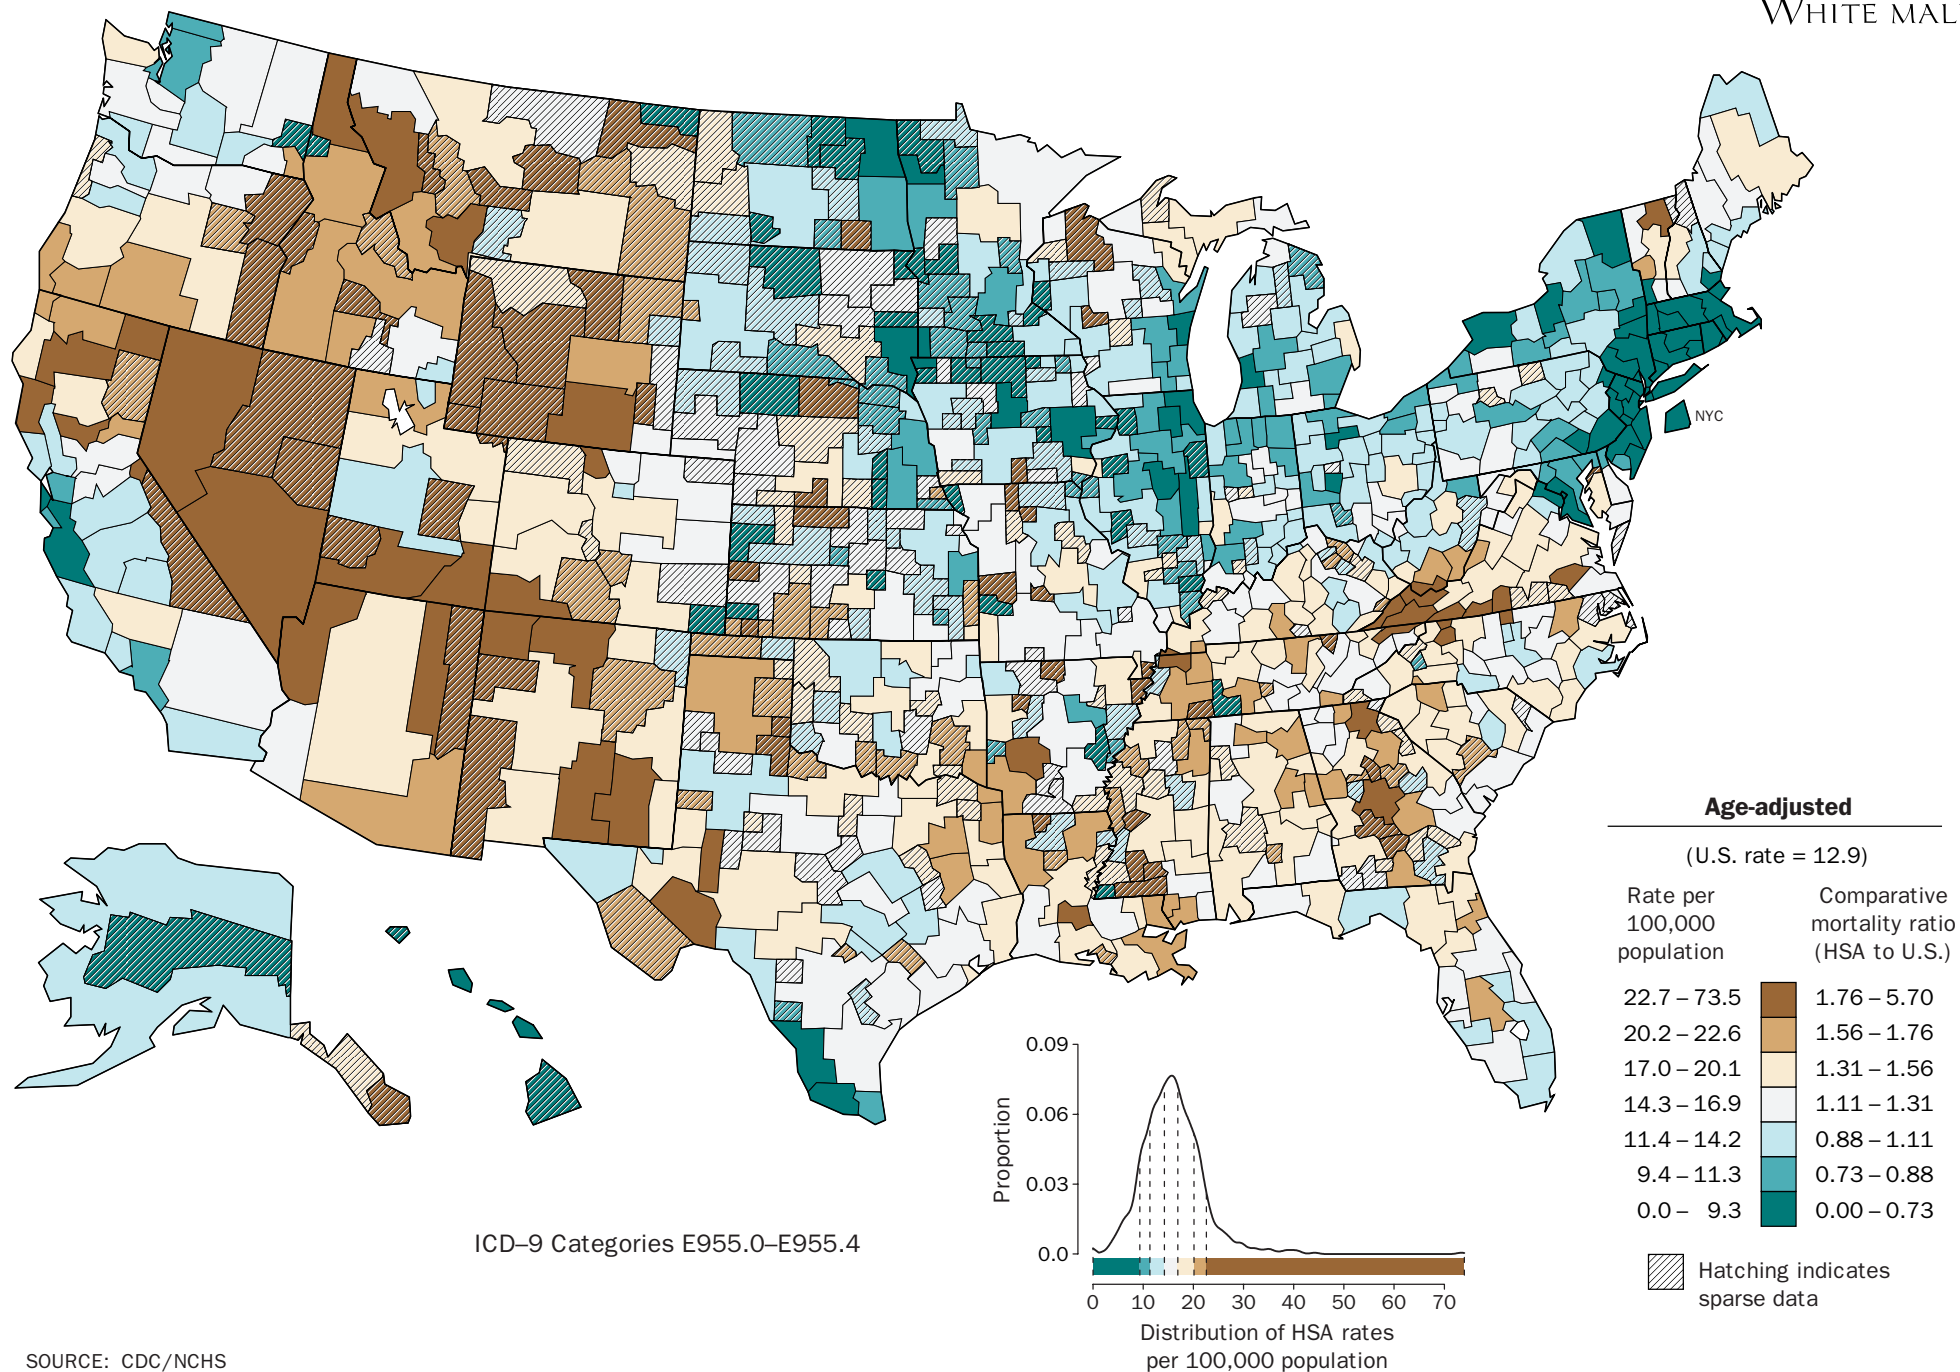 WHITE MAL
NYC
Age-adjusted
(U.S. rate = 12.9)
Rate per
100,000
population
Comparative
mortality ratio
(HSA to U.S.)
22.7 – 73.5 1.76 – 5.70
20.2 – 22.6 1.56 – 1.76
17.0 – 20.1 1.31 – 1.56
14.3 – 16.9 1.11 – 1.31
11.4 – 14.2 0.88 – 1.11
9.4 – 11.3 0.73 – 0.88
0.0 – 9.3 0.00 – 0.73
Hatching indicates
sparse data
0.09
0.06
0.03
0.0
Proportion
0 10 20 30 40 50 60 70
Distribution of HSA rates
per 100,000 population
ICD–9 Categories E955.0–E955.4
SOURCE: CDC/NCHS